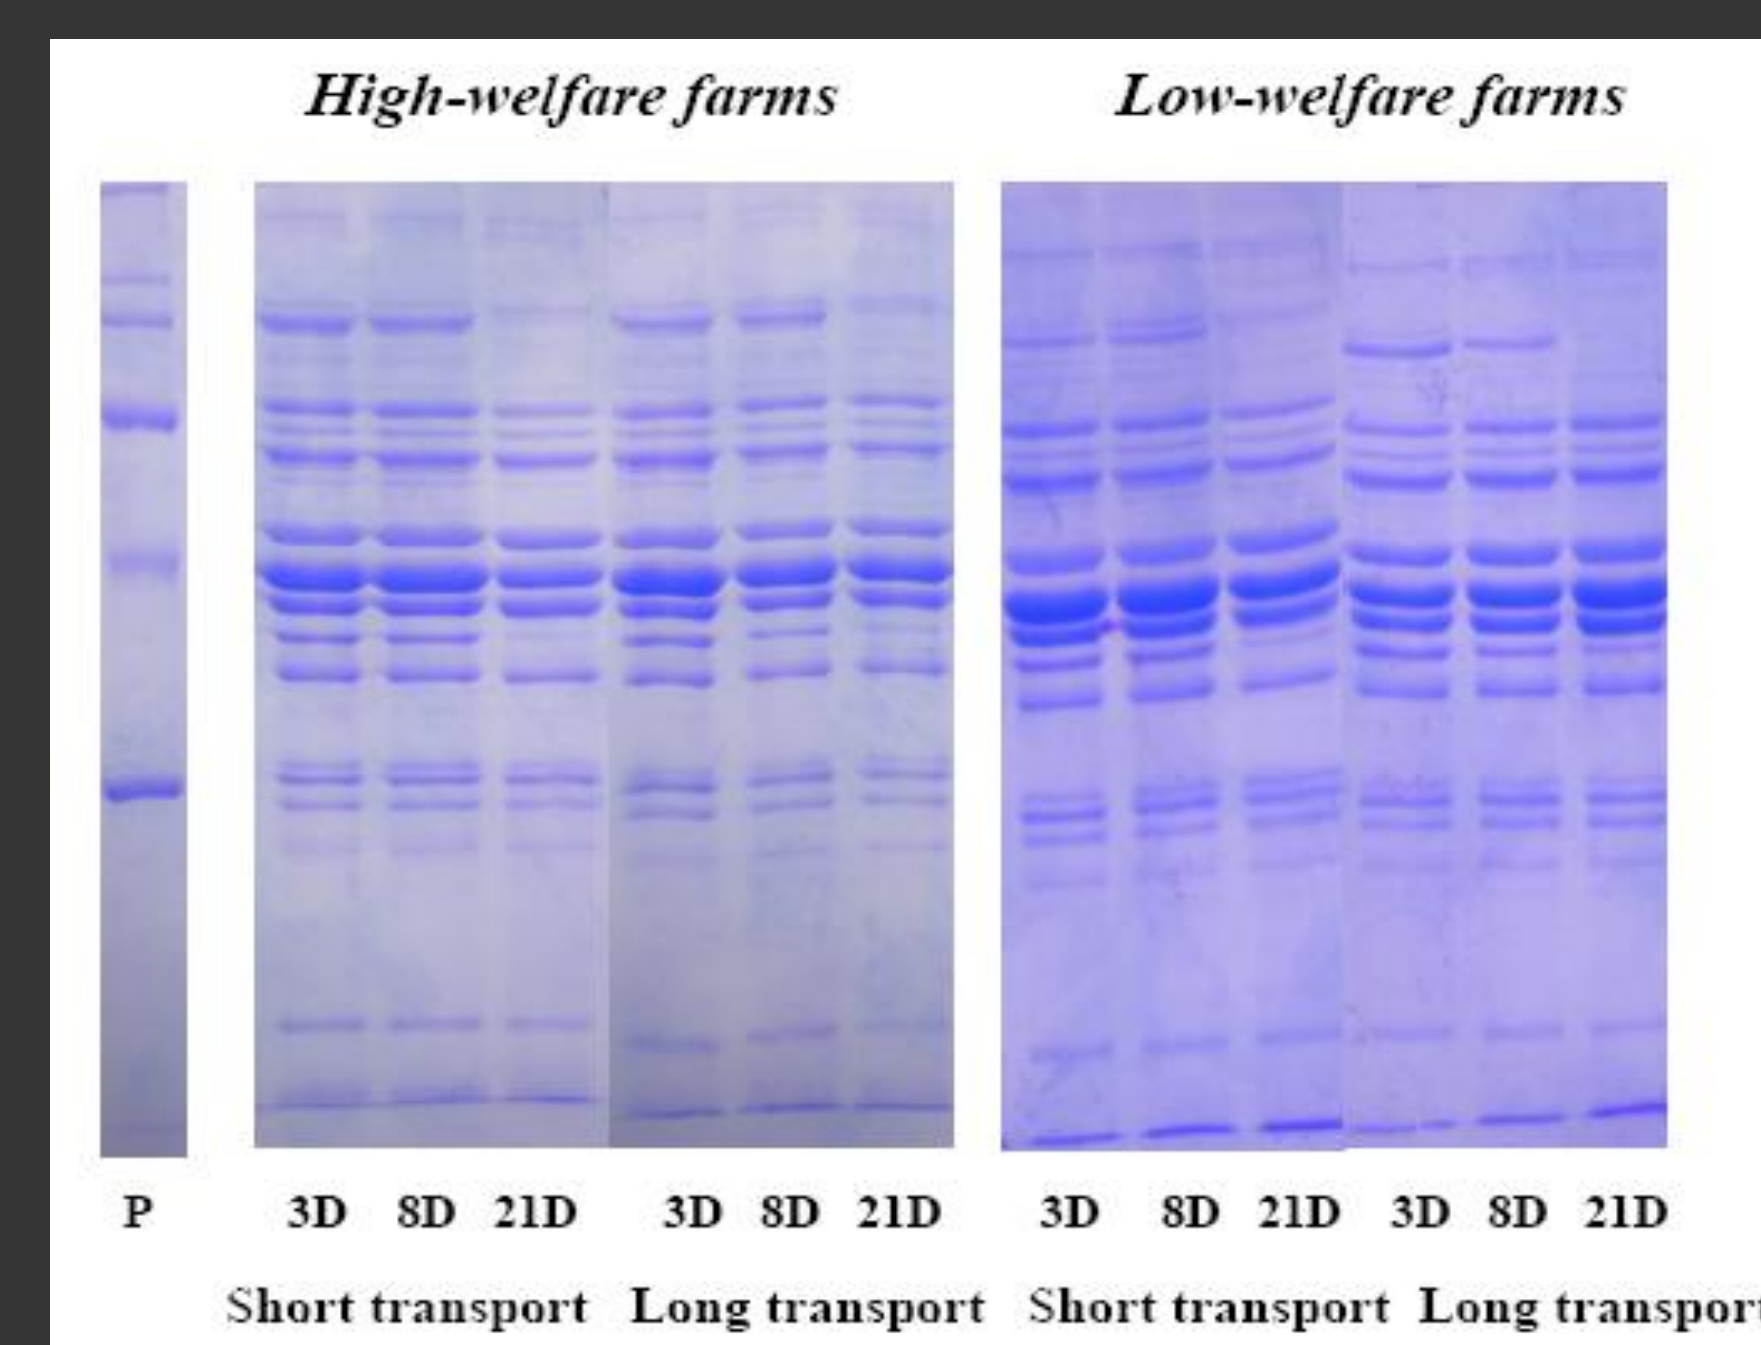 High-welfare farms Low-welfare farms
P 3D 8D 21D 3D 8D 21D 3D 8D 21D 3D 8D 21D
Short transport Long transport Short transport Long transport